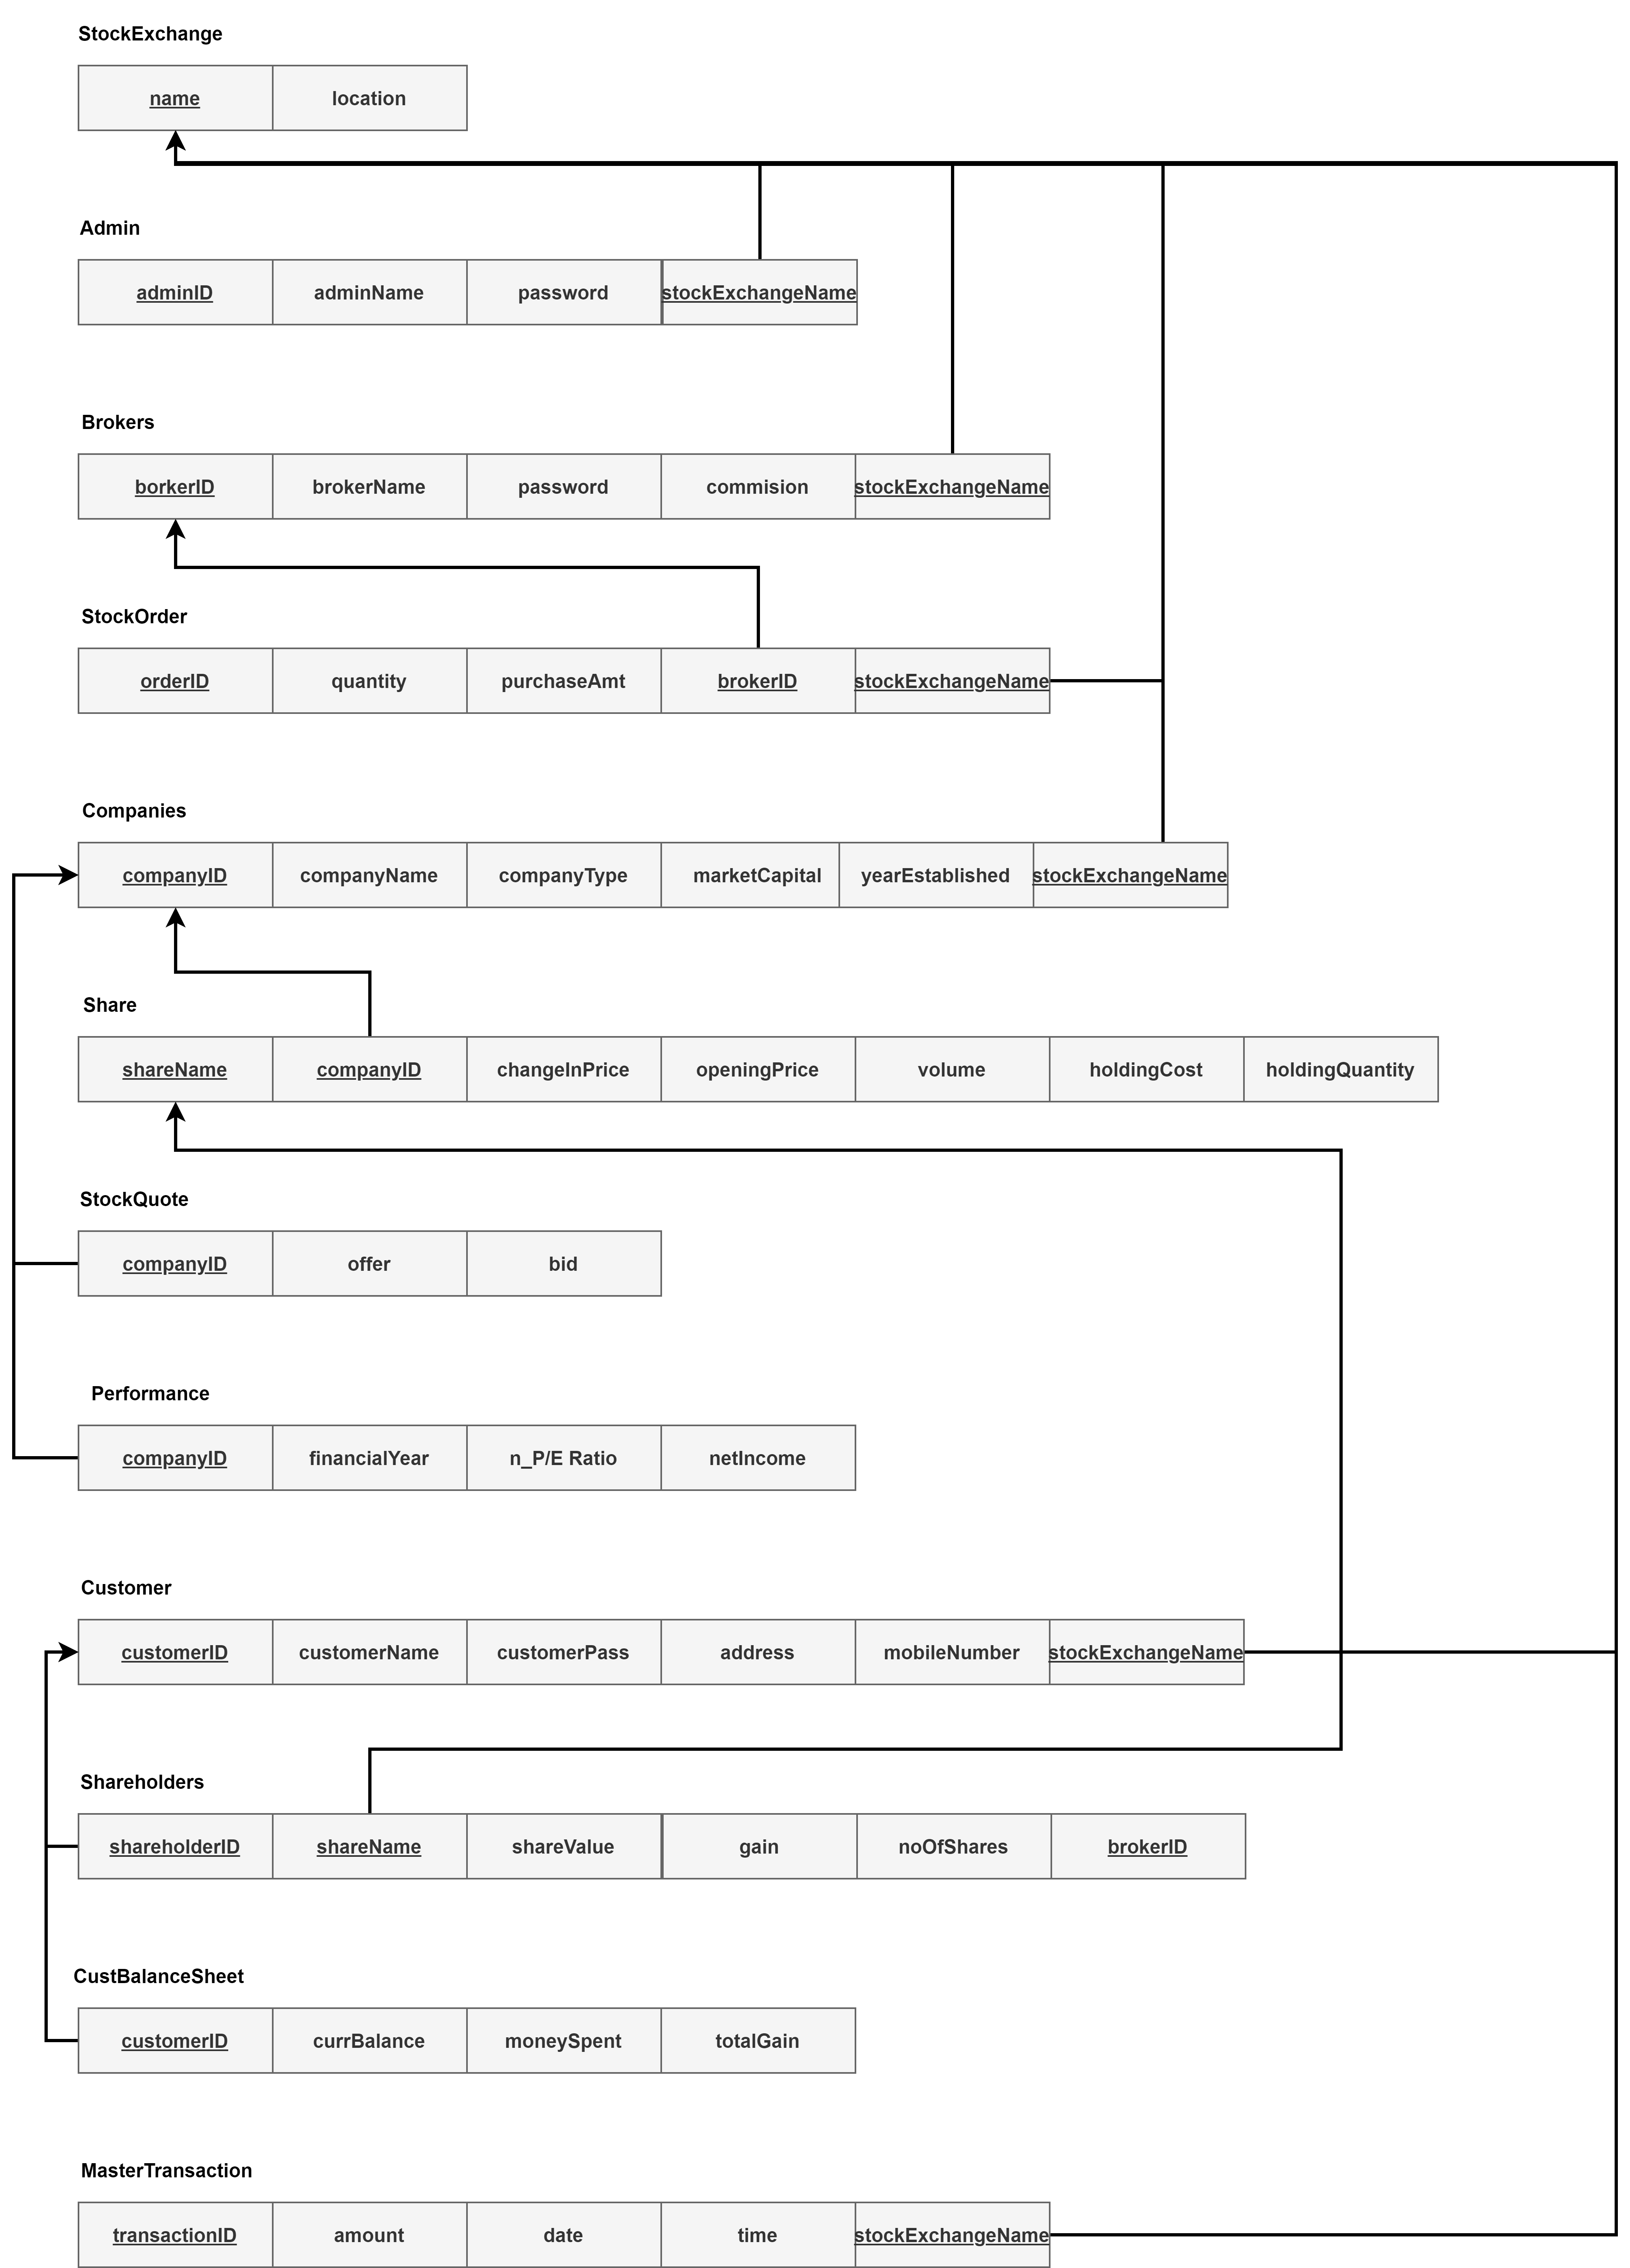 StockExchange
name location
Admin
adminID adminName password stockExchangeName
Brokers
borkerID brokerName password commision stockExchangeName
StockOrder
orderID quantity purchaseAmt brokerID stockExchangeName
Companies
companyID companyName companyType marketCapital yearEstablished stockExchangeName
Share
shareName companyID changeInPrice openingPrice volume holdingCost holdingQuantity
StockQuote
companyID offer bid
Performance
companyID financialYear n_P/E Ratio netIncome
Customer
customerID customerName customerPass address mobileNumber stockExchangeName
Shareholders
shareholderID shareName shareValue gain noOfShares brokerID
CustBalanceSheet
customerID currBalance moneySpent totalGain
MasterTransaction
transactionID amount date time stockExchangeName